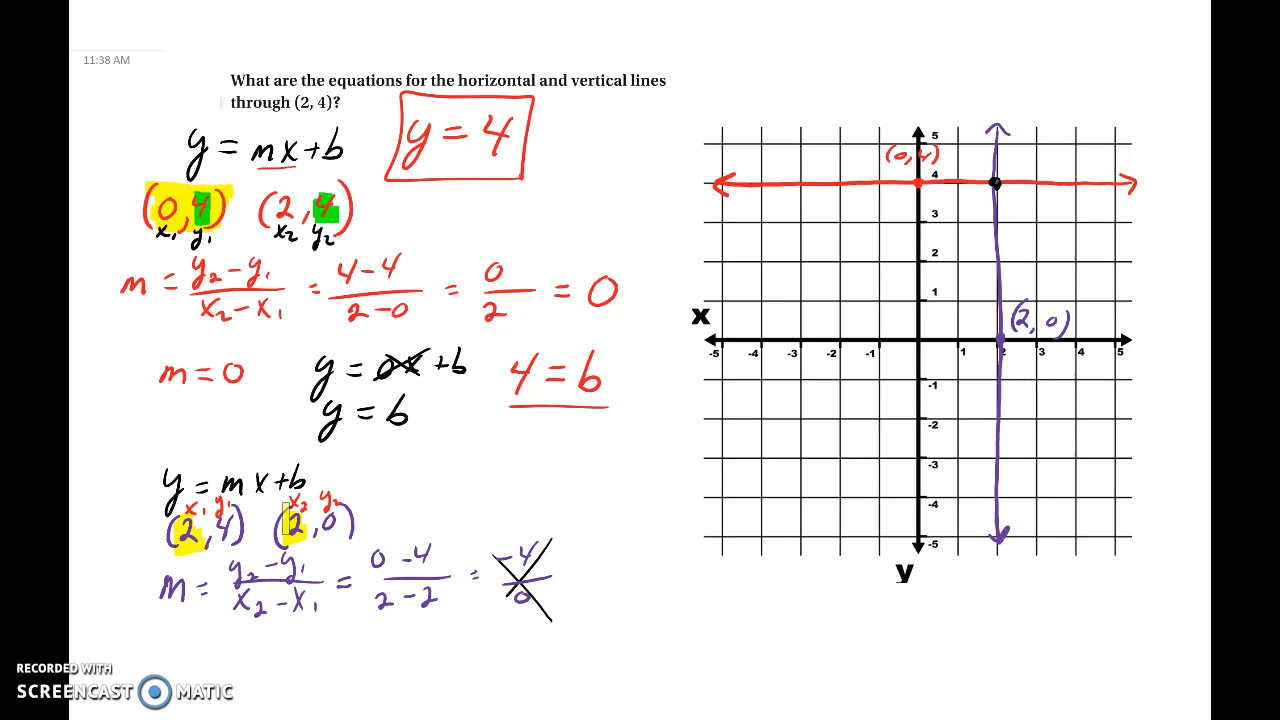 11:38 AM
What are the equations for the horizontal and vertical lines
through (2, 4)?
y = 4
y = mx + b
(0, 4) (2, 4)
x₁ y₁ x₂ y₂
m = y₂ - y₁ / x₂ - x₁ = 4 - 4 / 2 - 0 = 0 / 2 = 0
m = 0 y = 0x + b 4 = b
y = b
y = mx + b
x₁ y₁ x₂ y₂
(2, 4) (2, 0)
m = y₂ - y₁ / x₂ - x₁ = 0 - 4 / 2 - 2 = -4 / 0
5
(0, 4)
4
3
2
1
(2, 0)
x
-5 -4 -3 -2 -1 1 2 3 4 5
-1
-2
-3
-4
-5
y
RECORDED WITH
SCREENCAST MATIC